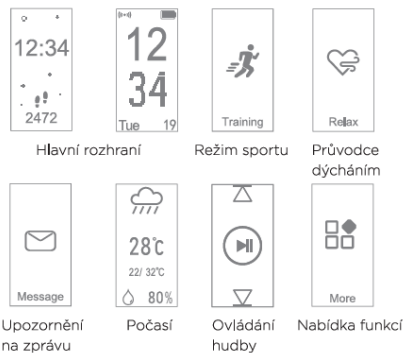 12:34
2472
12
34
Tue 19
Training
Relax
Hlavní rozhraní
Režim sportu
Průvodce
dýcháním
Message
28°c
22/ 32°C
80%
More
Upozornění
na zprávu
Počasí
Ovládání
hudby
Nabídka funkcí